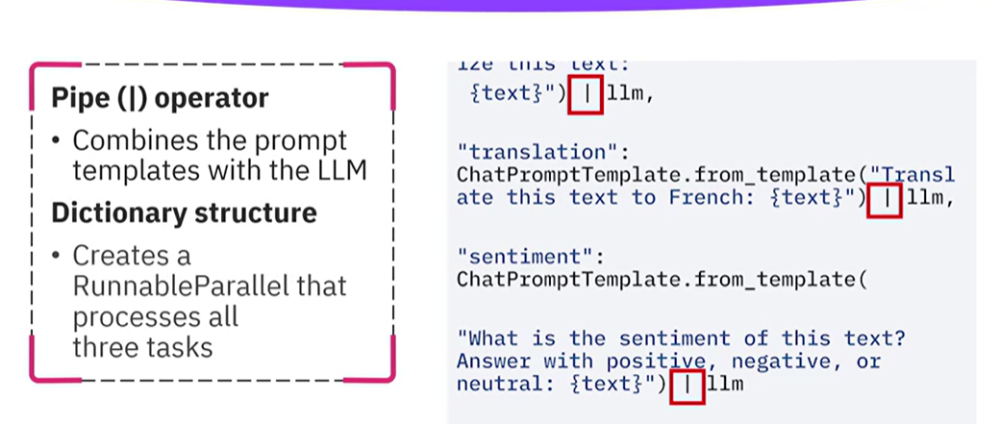 Pipe (|) operator
• Combines the prompt
templates with the LLM
Dictionary structure
• Creates a
RunnableParallel that
processes all
three tasks
ize this text:
{text}") | llm,
"translation":
ChatPromptTemplate.from_template("Transl
ate this text to French: {text}") | llm,
"sentiment":
ChatPromptTemplate.from_template(
"What is the sentiment of this text?
Answer with positive, negative, or
neutral: {text}") | llm